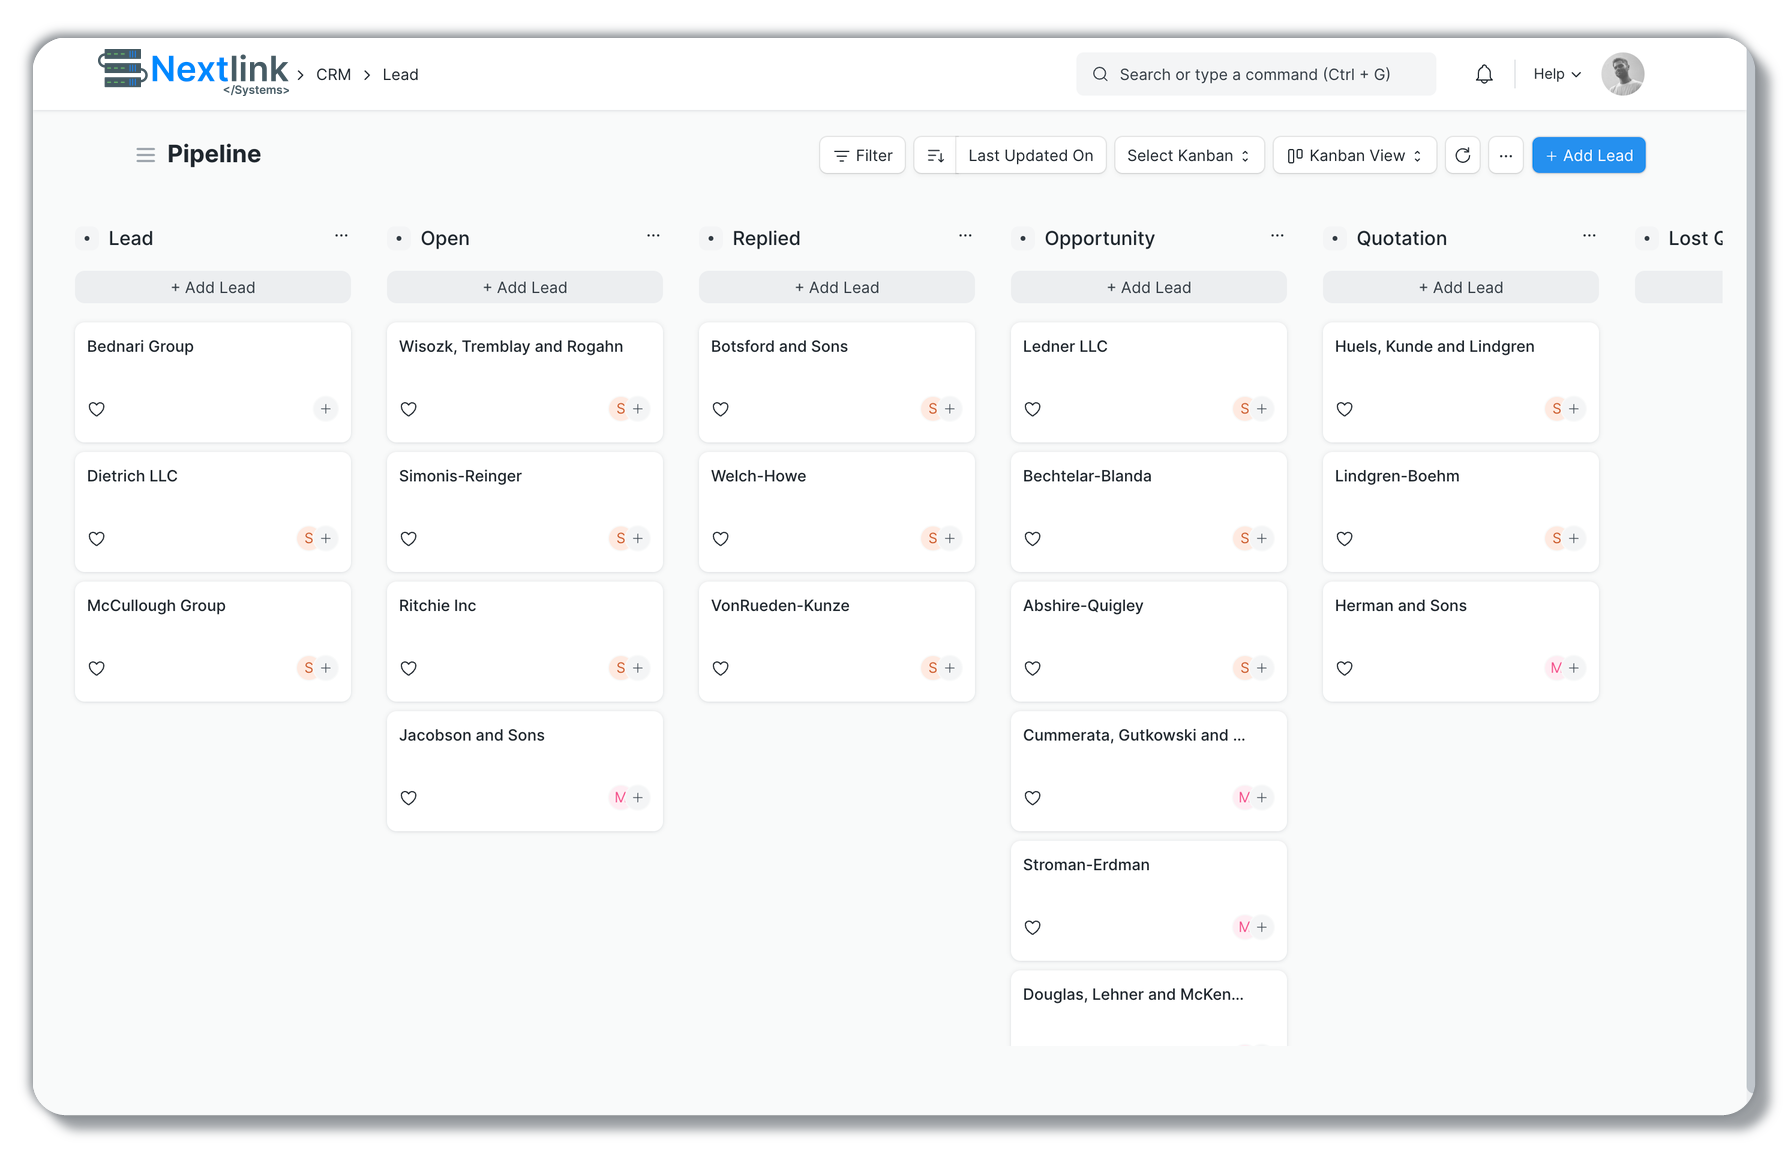 Nextlink
</Systems>
CRM
Lead
Search or type a command (Ctrl + G)
Help
Pipeline
Filter
Last Updated On
Select Kanban
Kanban View
+ Add Lead
Lead
+ Add Lead
Bednari Group
+
Dietrich LLC
S +
McCullough Group
S +
Open
+ Add Lead
Wisozk, Tremblay and Rogahn
S +
Simonis-Reinger
S +
Ritchie Inc
S +
Jacobson and Sons
M +
Replied
+ Add Lead
Botsford and Sons
S +
Welch-Howe
S +
VonRueden-Kunze
S +
Opportunity
+ Add Lead
Ledner LLC
S +
Bechtelar-Blanda
S +
Abshire-Quigley
S +
Cummerata, Gutkowski and ...
M +
Stroman-Erdman
M +
Douglas, Lehner and McKen...
Quotation
+ Add Lead
Huels, Kunde and Lindgren
S +
Lindgren-Boehm
S +
Herman and Sons
M +
Lost